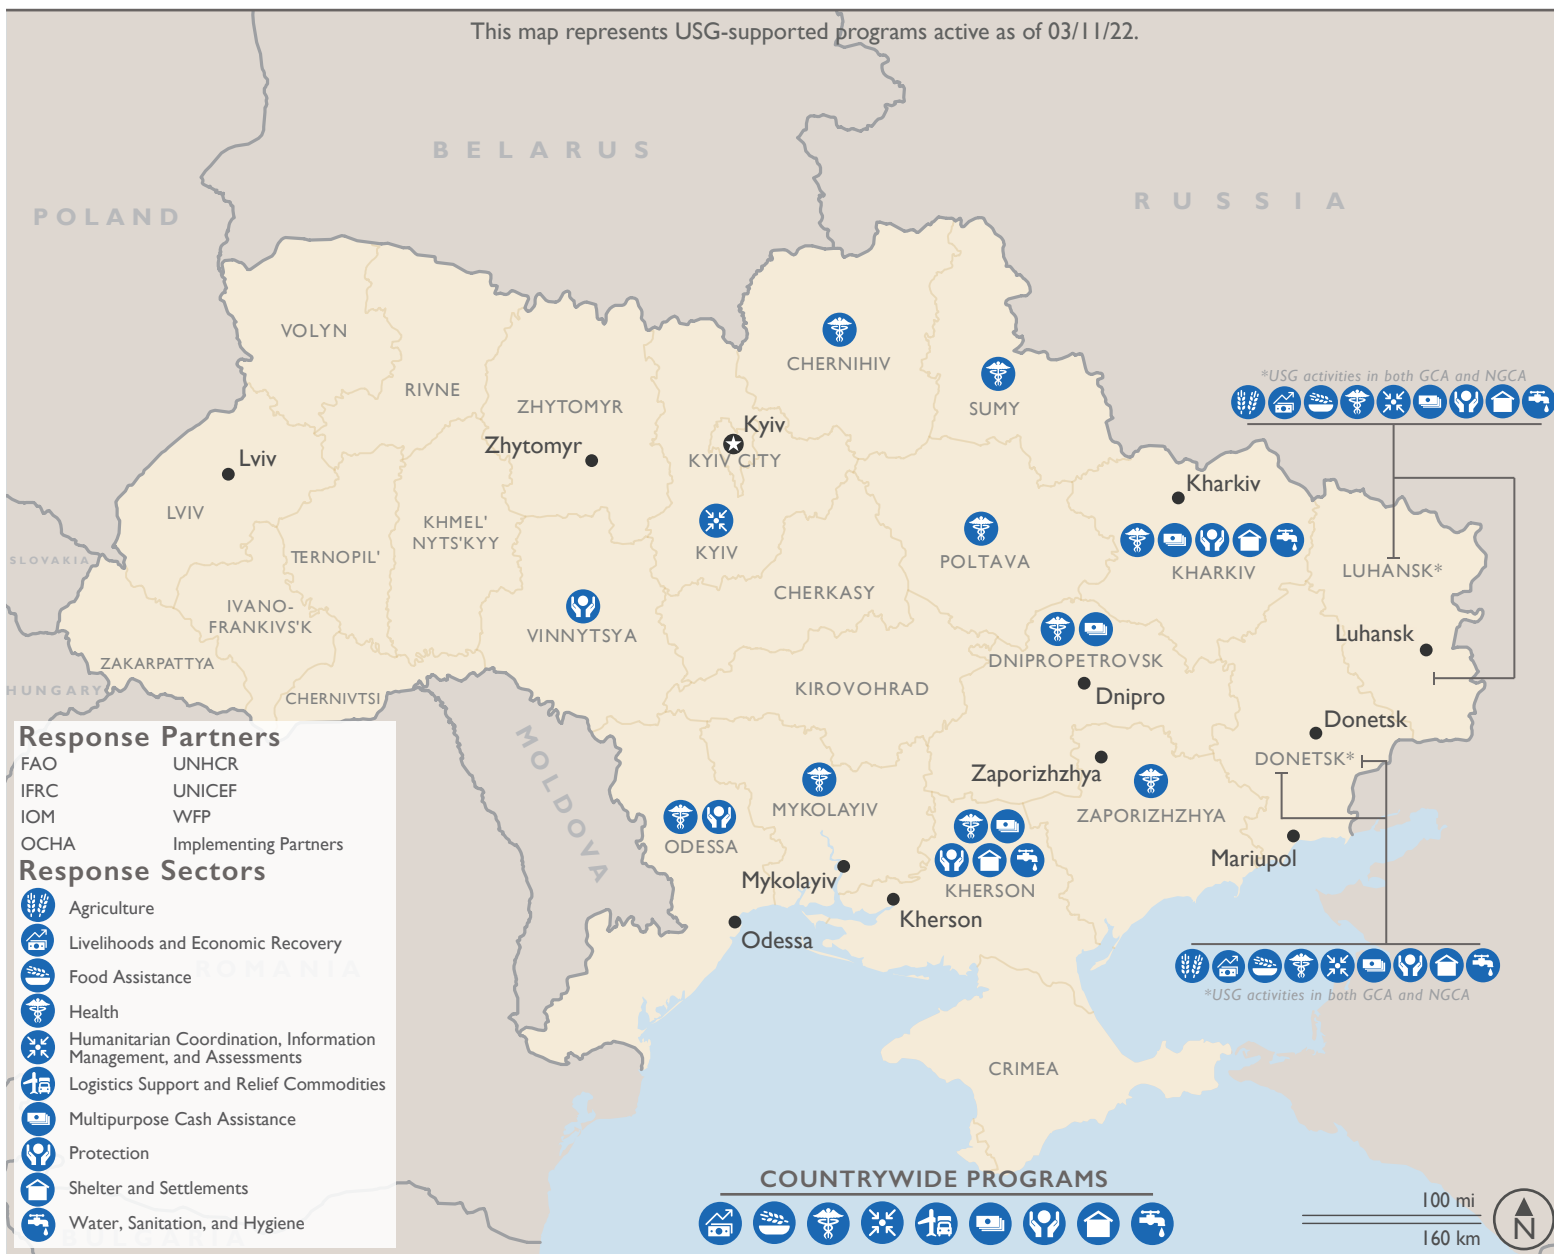 This map represents USG-supported programs active as of 03/11/22.
BELARUS
RUSSIA
POLAND
VOLYN
CHERNIHIV
*USG activities in both GCA and NGCA
RIVNE
ZHYTOMYR
SUMY
Kyiv
Zhytomyr
KYIV CITY
Lviv
Kharkiv
LVIV
KHMEL'
NYTS'KYY
KYIV
POLTAVA
KHARKIV
LUHANSK*
SLOVAKIA
TERNOPIL'
CHERKASY
IVANO-
FRANKIVS'K
VINNYTSYA
Luhansk
ZAKARPATTYA
DNIPROPETROVSK
HUNGARY
CHERNIVTSI
KIROVOHRAD
Dnipro
Donetsk
MOLDOVA
DONETSK*
Zaporizhzhya
MYKOLAYIV
ZAPORIZHZHYA
ODESSA
Mariupol
Mykolayiv
KHERSON
Kherson
Odessa
*USG activities in both GCA and NGCA
CRIMEA
Response Partners
FAO UNHCR
IFRC UNICEF
IOM WFP
OCHA Implementing Partners
Response Sectors
Agriculture
Livelihoods and Economic Recovery
ROMANIA
Food Assistance
Health
Humanitarian Coordination, Information
Management, and Assessments
Logistics Support and Relief Commodities
Multipurpose Cash Assistance
Protection
Shelter and Settlements
Water, Sanitation, and Hygiene
BULGARIA
COUNTRYWIDE PROGRAMS
100 mi
160 km
N